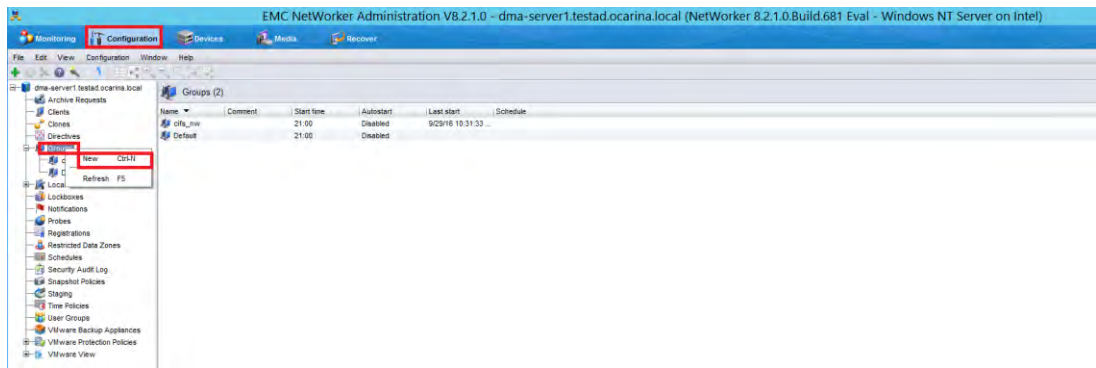 EMC NetWorker Administration V8.2.1.0 - dma-server1.testad.ocarina.local (NetWorker 8.2.1.0.Build.681 Eval - Windows NT Server on Intel)
Monitoring Configuration Devices Media Recover
File Edit View Configuration Window Help
dma-server1.testad.ocarina.local
Archive Requests
Clients
Clones
Directives
New Ctrl-N
Refresh F5
Loca
Lockboxes
Notifications
Probes
Registrations
Restricted Data Zones
Schedules
Security Audit Log
Snapshot Policies
Staging
Time Policies
User Groups
VMware Backup Appliances
VMware Protection Policies
VMware View
Groups (2)
Name Comment Start time Autostart Last start Schedule
cifs_nw 21:00 Disabled 9/29/16 10:31:33 ...
Default 21:00 Disabled